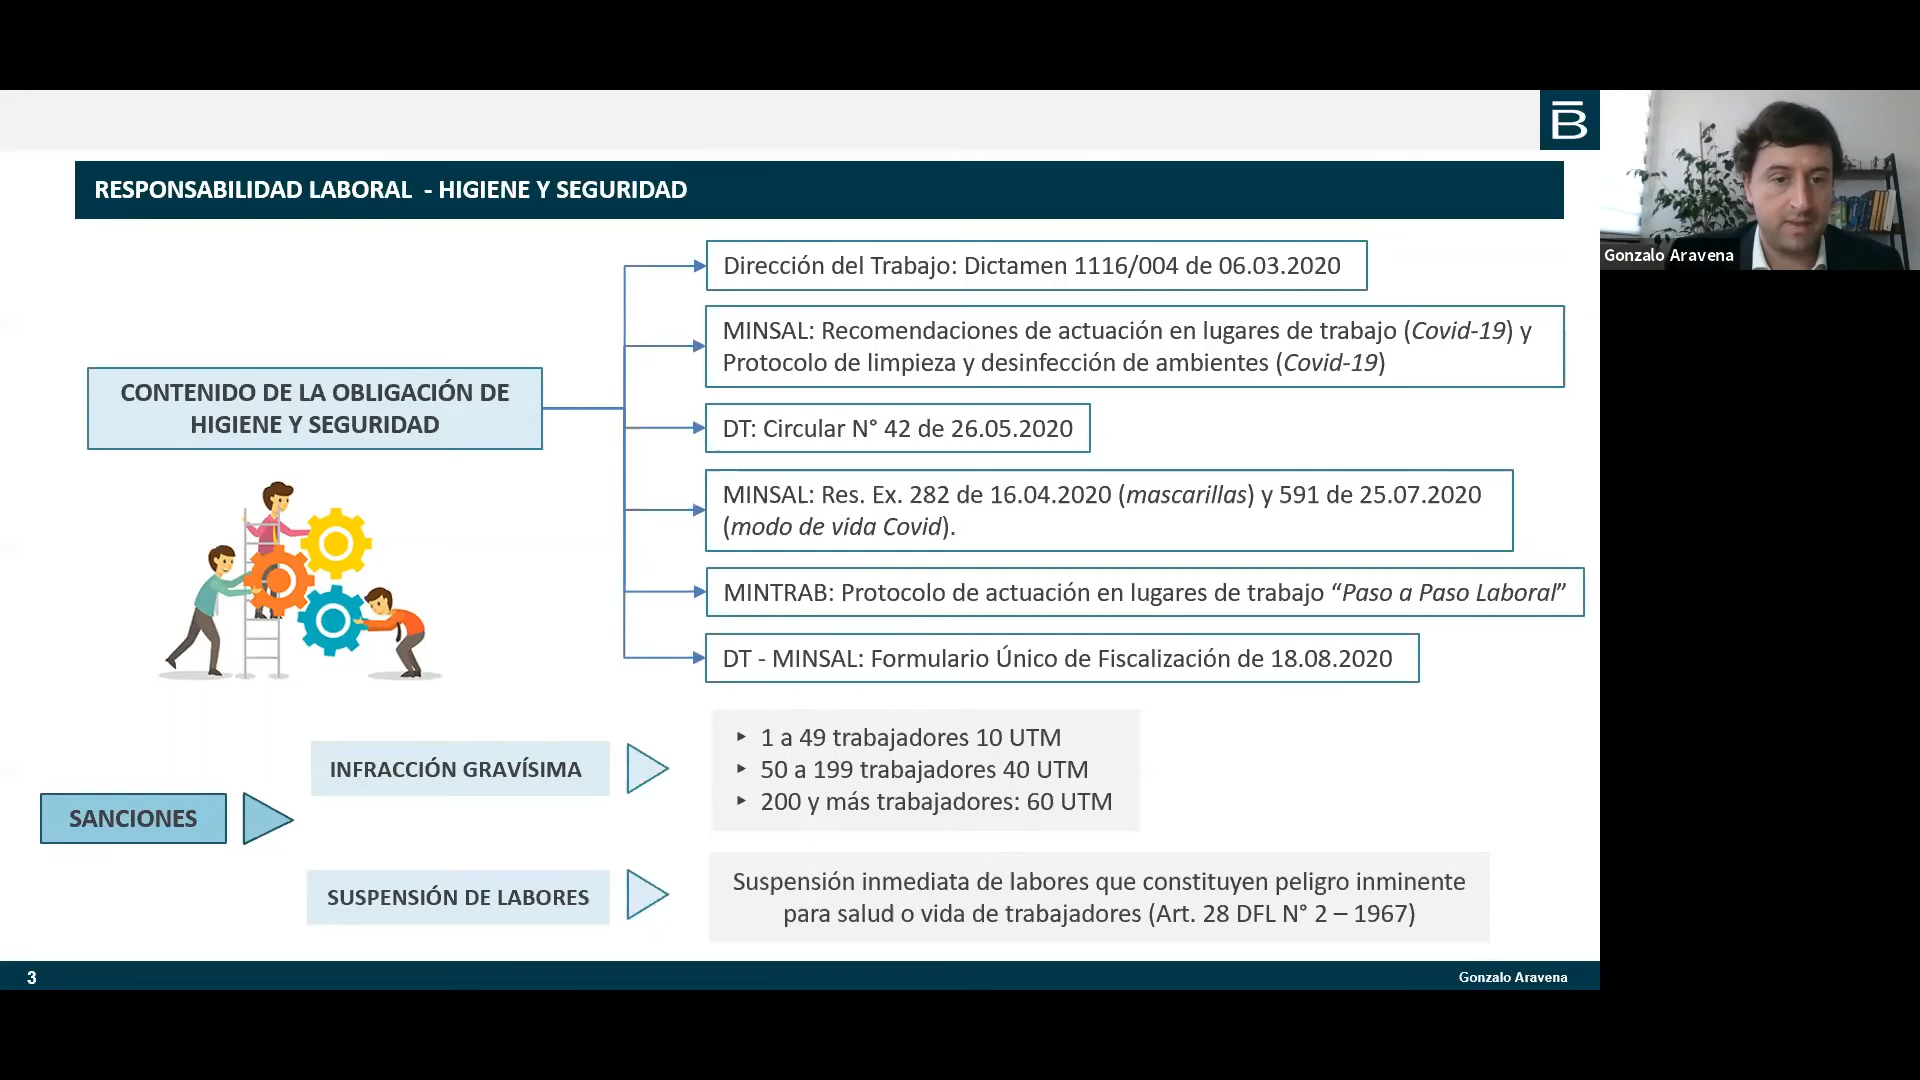 B
RESPONSABILIDAD LABORAL - HIGIENE Y SEGURIDAD
Gonzalo Aravena
CONTENIDO DE LA OBLIGACIÓN DE
HIGIENE Y SEGURIDAD
Dirección del Trabajo: Dictamen 1116/004 de 06.03.2020
MINSAL: Recomendaciones de actuación en lugares de trabajo (Covid-19) y
Protocolo de limpieza y desinfección de ambientes (Covid-19)
DT: Circular N° 42 de 26.05.2020
MINSAL: Res. Ex. 282 de 16.04.2020 (mascarillas) y 591 de 25.07.2020
(modo de vida Covid).
MINTRAB: Protocolo de actuación en lugares de trabajo “Paso a Paso Laboral”
DT - MINSAL: Formulario Único de Fiscalización de 18.08.2020
SANCIONES
INFRACCIÓN GRAVÍSIMA
‣ 1 a 49 trabajadores 10 UTM
‣ 50 a 199 trabajadores 40 UTM
‣ 200 y más trabajadores: 60 UTM
SUSPENSIÓN DE LABORES
Suspensión inmediata de labores que constituyen peligro inminente
para salud o vida de trabajadores (Art. 28 DFL N° 2 – 1967)
3
Gonzalo Aravena